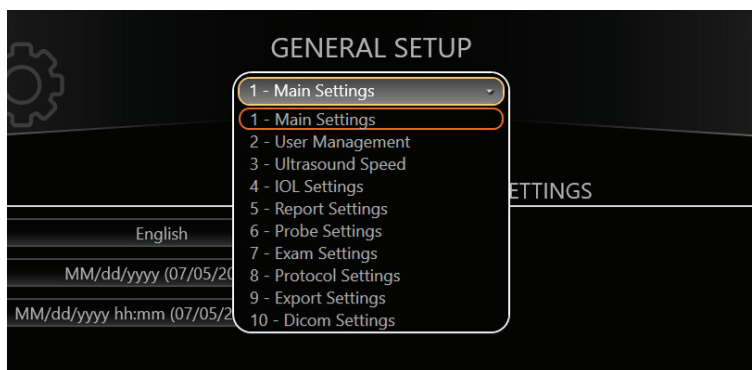 GENERAL SETUP
1 - Main Settings
1 - Main Settings
2 - User Management
3 - Ultrasound Speed
4 - IOL Settings
5 - Report Settings
6 - Probe Settings
7 - Exam Settings
8 - Protocol Settings
9 - Export Settings
10 - Dicom Settings
ETTINGS
English
MM/dd/yyyy (07/05/20
MM/dd/yyyy hh:mm (07/05/2